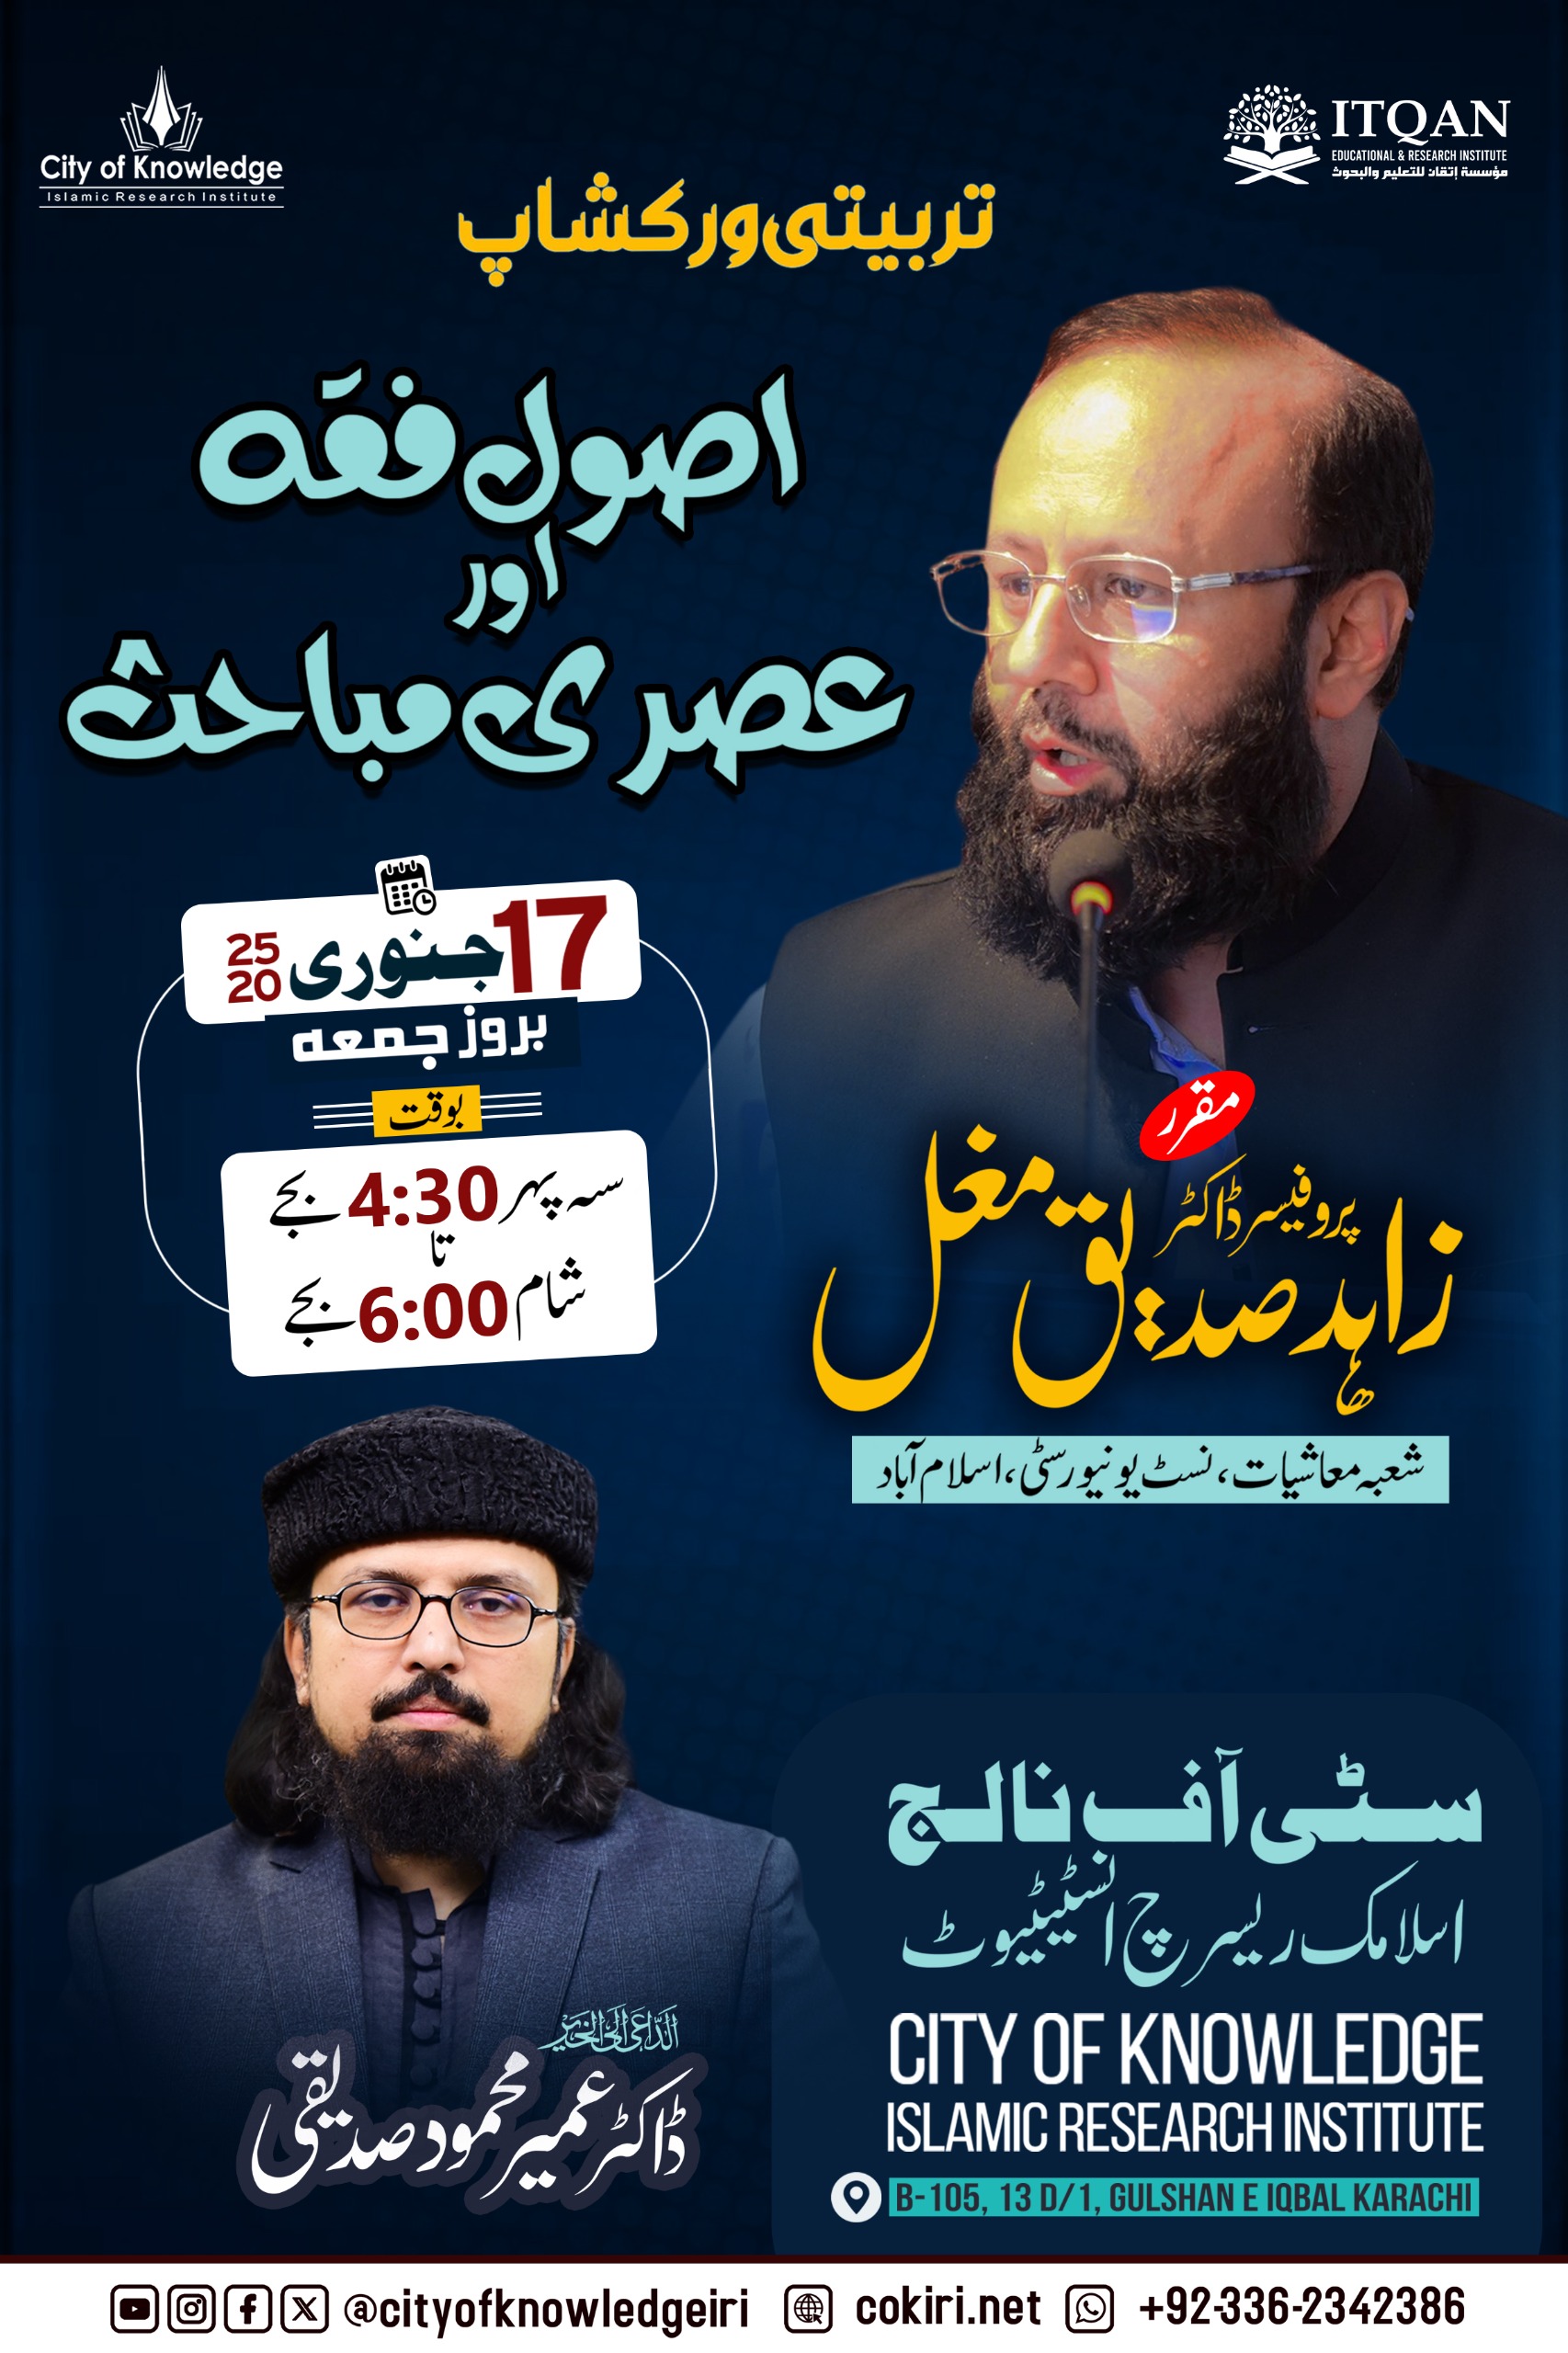 City of Knowledge
Islamic Research Institute
ITQAN
EDUCATIONAL & RESEARCH INSTITUTE
مؤسسة إتقان للتعليم والبحوث
تربیتی ورکشاپ
اصول فقہ
اور
عصری مباحث
17 جنوری 2025
بروز جمعہ
بوقت
سہ پہر 4:30 بجے
تا
شام 6:00 بجے
مقرر
پروفیسر ڈاکٹر
زاہد صدیق مغل
شعبہ معاشیات، نسٹ یونیورسٹی، اسلام آباد
الداعی الی الخیر
ڈاکٹر عمیر محمود صدیقی
سٹی آف نالج
اسلامک ریسرچ انسٹیٹیوٹ
CITY OF KNOWLEDGE
ISLAMIC RESEARCH INSTITUTE
B-105, 13 D/1, GULSHAN E IQBAL KARACHI
@cityofknowledgeiri cokiri.net +92-336-2342386